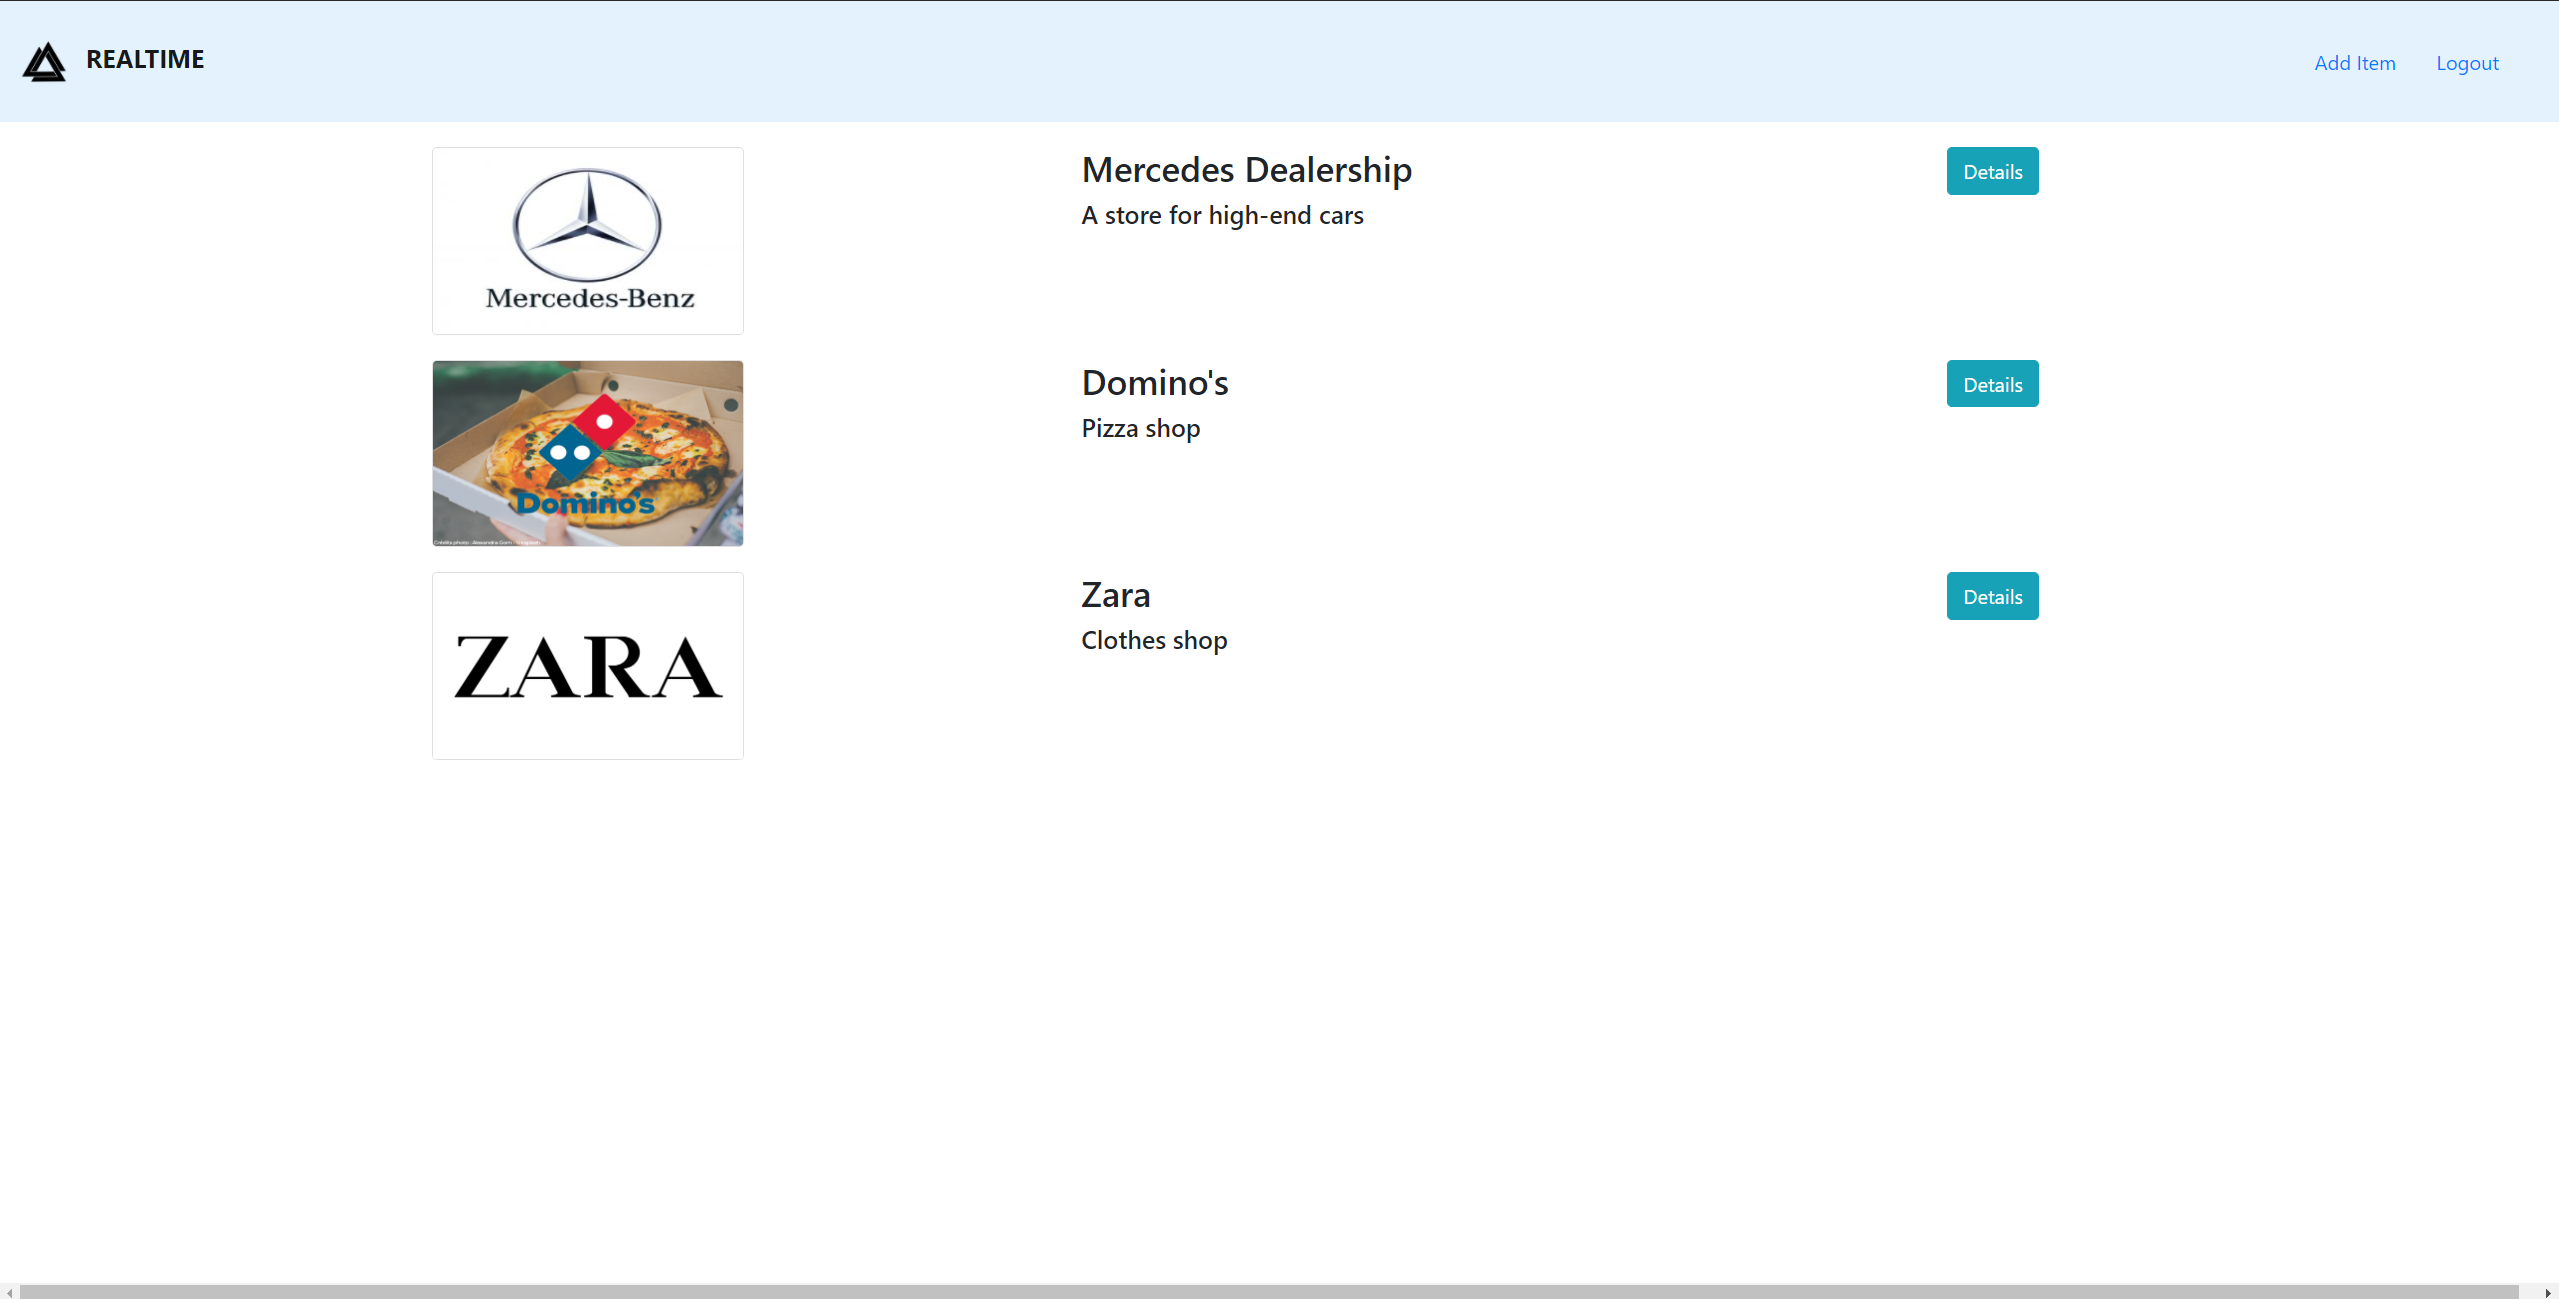 REALTIME
Add Item
Logout
Mercedes-Benz
Mercedes Dealership
A store for high-end cars
Details
Domino's
Domino's
Pizza shop
Details
ZARA
Zara
Clothes shop
Details